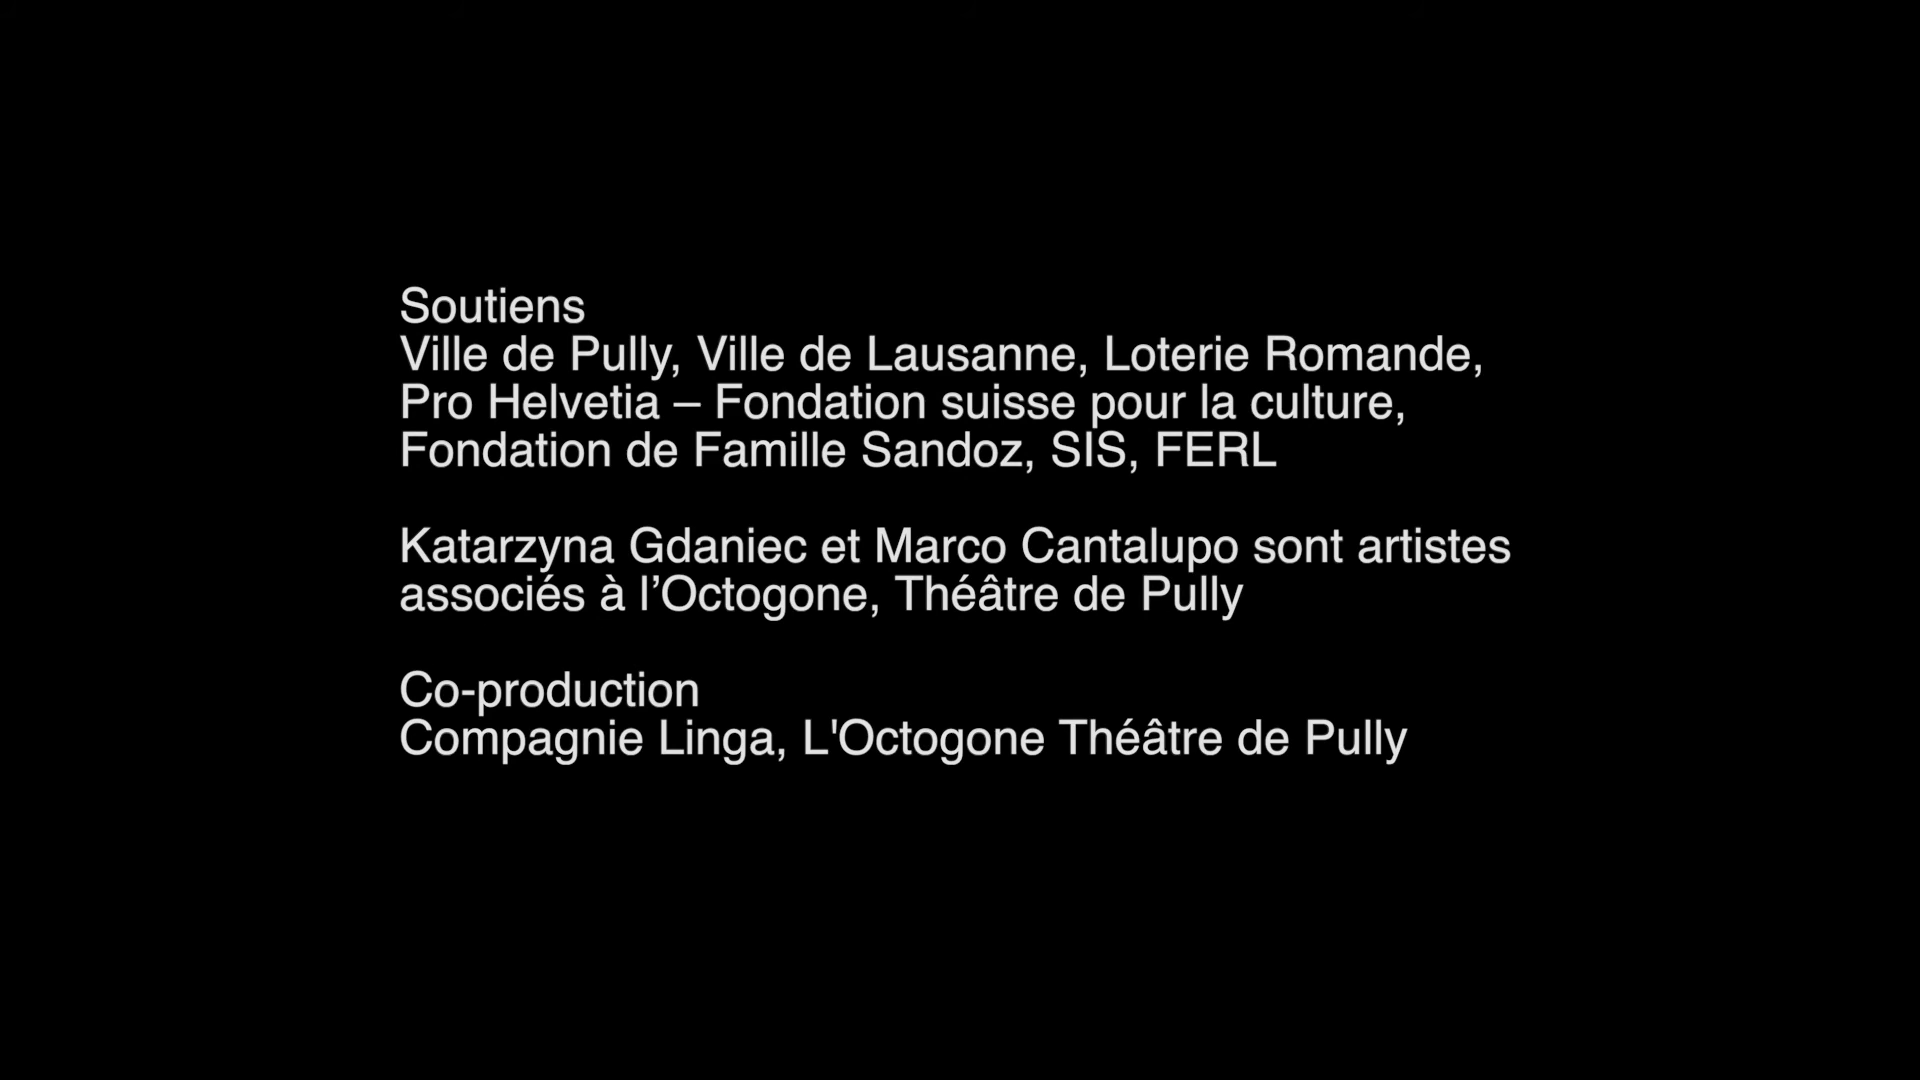 Soutiens
Ville de Pully, Ville de Lausanne, Loterie Romande,
Pro Helvetia – Fondation suisse pour la culture,
Fondation de Famille Sandoz, SIS, FERL
Katarzyna Gdaniec et Marco Cantalupo sont artistes
associés à l’Octogone, Théâtre de Pully
Co-production
Compagnie Linga, L'Octogone Théâtre de Pully